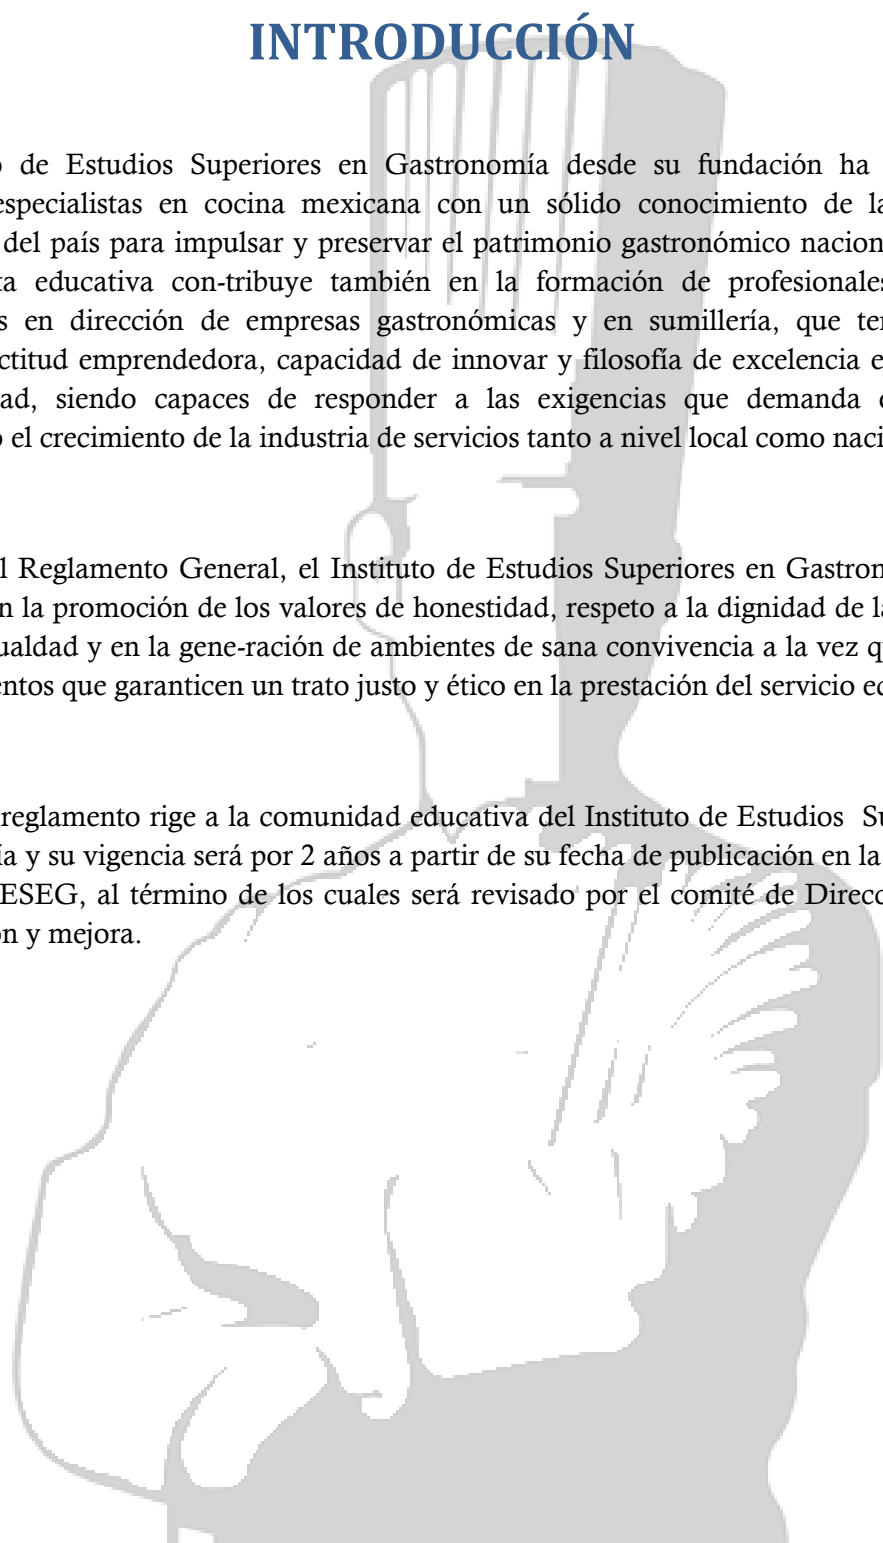 INTRODUCCIÓN
o de Estudios Superiores en Gastronomía desde su fundación ha
especialistas en cocina mexicana con un sólido conocimiento de la
del país para impulsar y preservar el patrimonio gastronómico nacion
ta educativa con-tribuye también en la formación de profesionales
s en dirección de empresas gastronómicas y en sumillería, que ten
ctitud emprendedora, capacidad de innovar y filosofía de excelencia e
ad, siendo capaces de responder a las exigencias que demanda e
o el crecimiento de la industria de servicios tanto a nivel local como naci
l Reglamento General, el Instituto de Estudios Superiores en Gastron
n la promoción de los valores de honestidad, respeto a la dignidad de la
ualdad y en la gene-ración de ambientes de sana convivencia a la vez qu
entos que garanticen un trato justo y ético en la prestación del servicio ed
reglamento rige a la comunidad educativa del Instituto de Estudios Su
ía y su vigencia será por 2 años a partir de su fecha de publicación en la
ESEG, al término de los cuales será revisado por el comité de Direcc
ón y mejora.